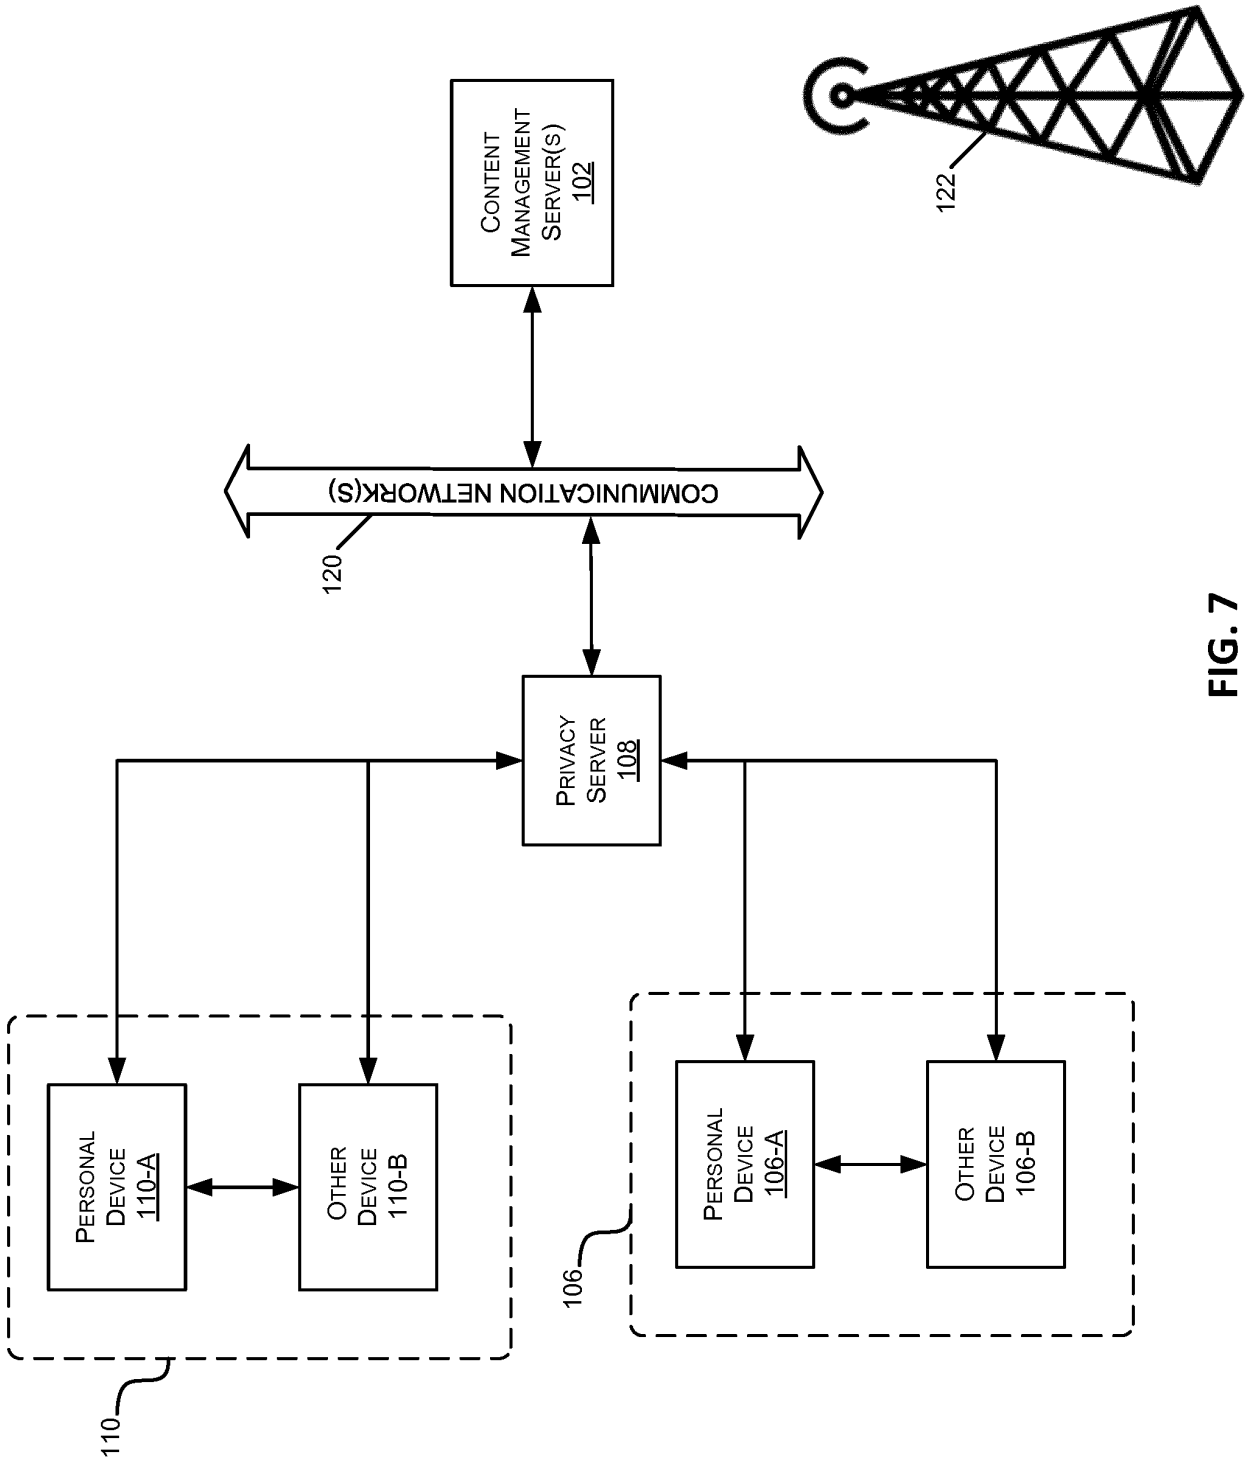 110
PERSONAL
DEVICE
110-A
OTHER
DEVICE
110-B
106
PERSONAL
DEVICE
106-A
OTHER
DEVICE
106-B
PRIVACY
SERVER
108
120
COMMUNICATION NETWORK(S)
CONTENT
MANAGEMENT
SERVER(S)
102
122
FIG. 7